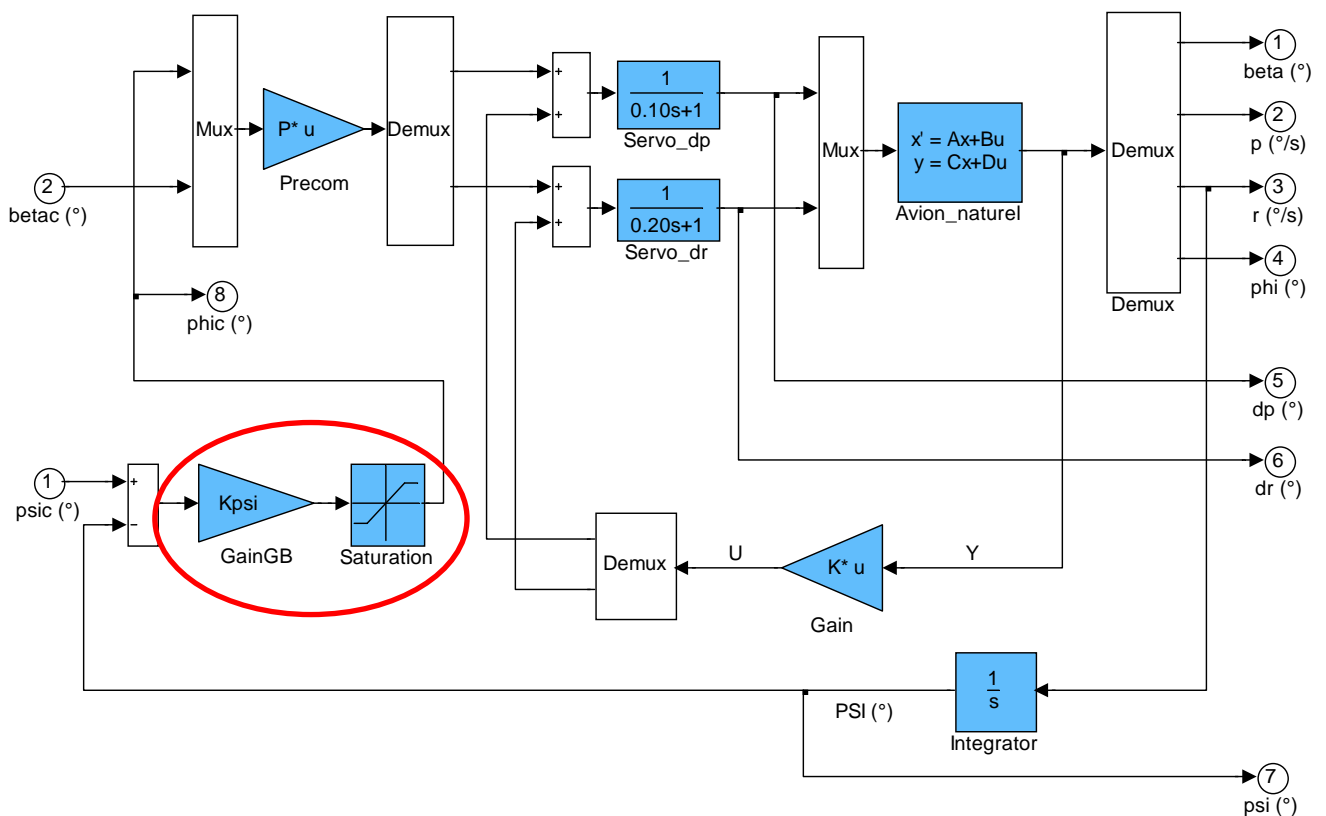 2
betac (°)
Mux
P* u
Precom
Demux
8
phic (°)
1
psic (°)
+
−
Kpsi
GainGB
Saturation
+
+
1
0.10s+1
Servo_dp
+
+
1
0.20s+1
Servo_dr
Mux
x' = Ax+Bu
y = Cx+Du
Avion_naturel
Demux
Demux
1
beta (°)
2
p (°/s)
3
r (°/s)
4
phi (°)
5
dp (°)
6
dr (°)
Demux
U
K* u
Gain
Y
PSI (°)
1
s
Integrator
7
psi (°)